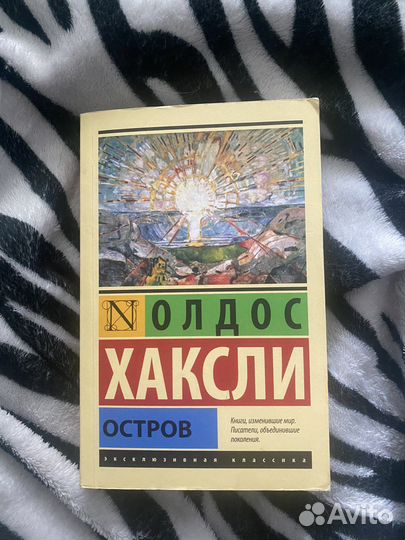 N ОЛДОС
ХАКСЛИ
ОСТРОВ
Книги, изменившие мир.
Писатели, объединившие
поколения.
эксклюзивная классика
Avito